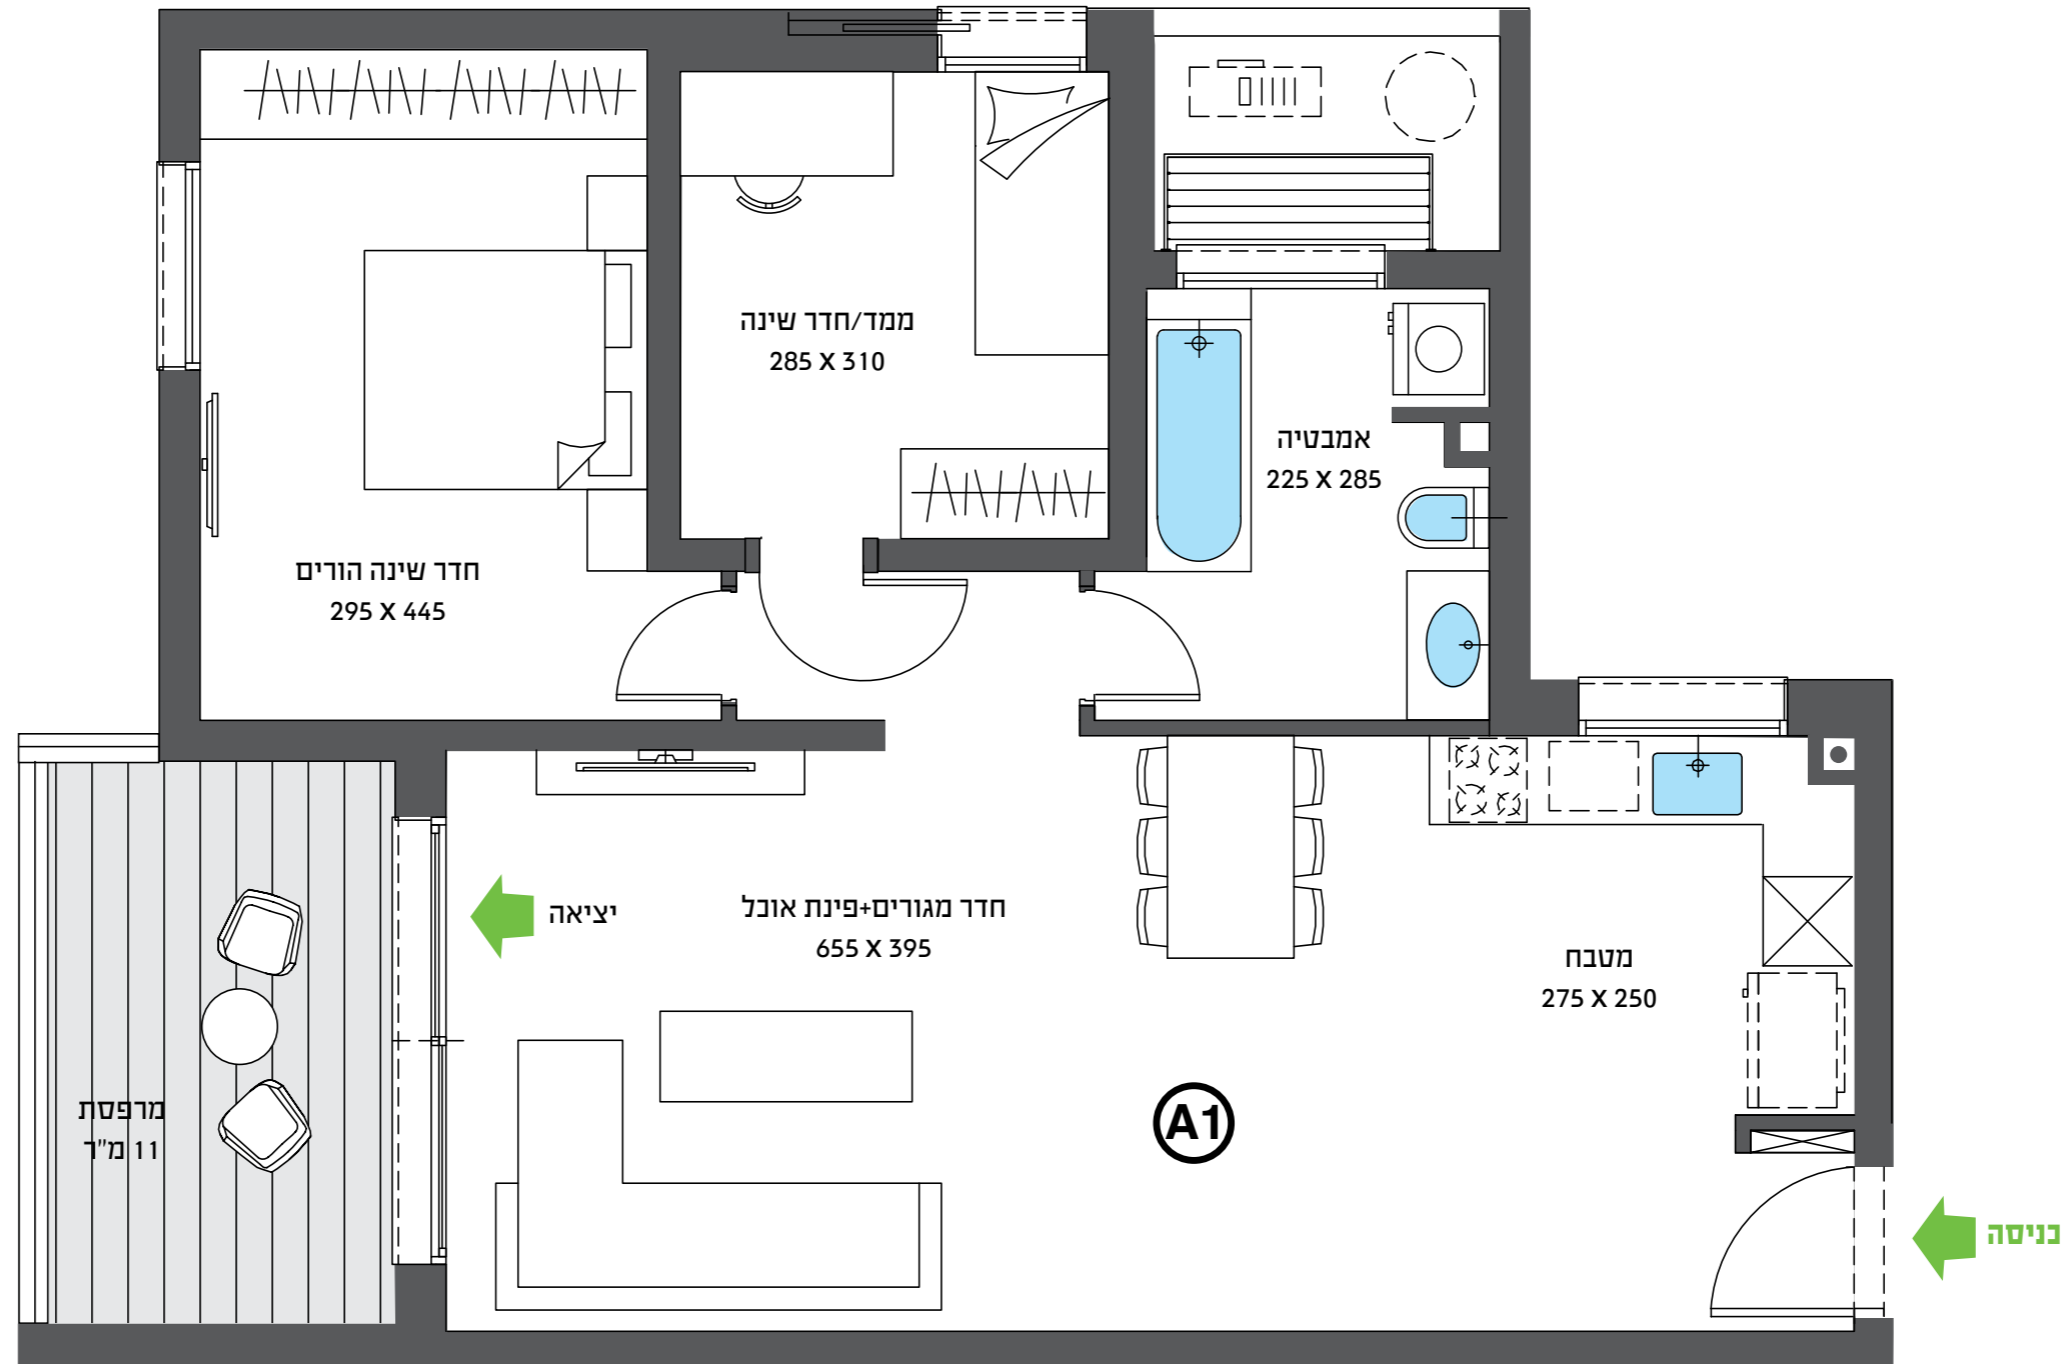 ממד/חדר שינה
285 X 310
אמבטיה
225 X 285
חדר שינה הורים
295 X 445
יציאה
חדר מגורים+פינת אוכל
655 X 395
מטבח
275 X 250
מרפסת
11 מ"ר
A1
כניסה